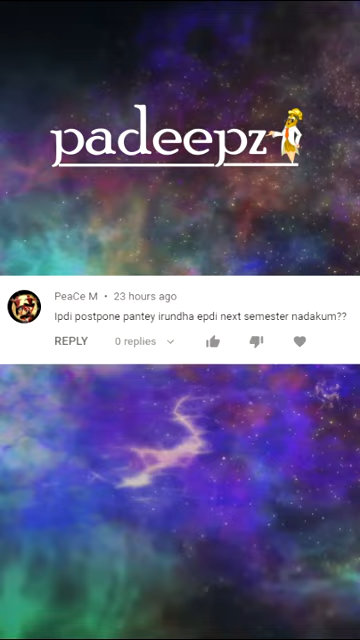 padeepz
PeaCe M • 23 hours ago
Ipdi postpone pantey irundha epdi next semester nadakum??
REPLY 0 replies